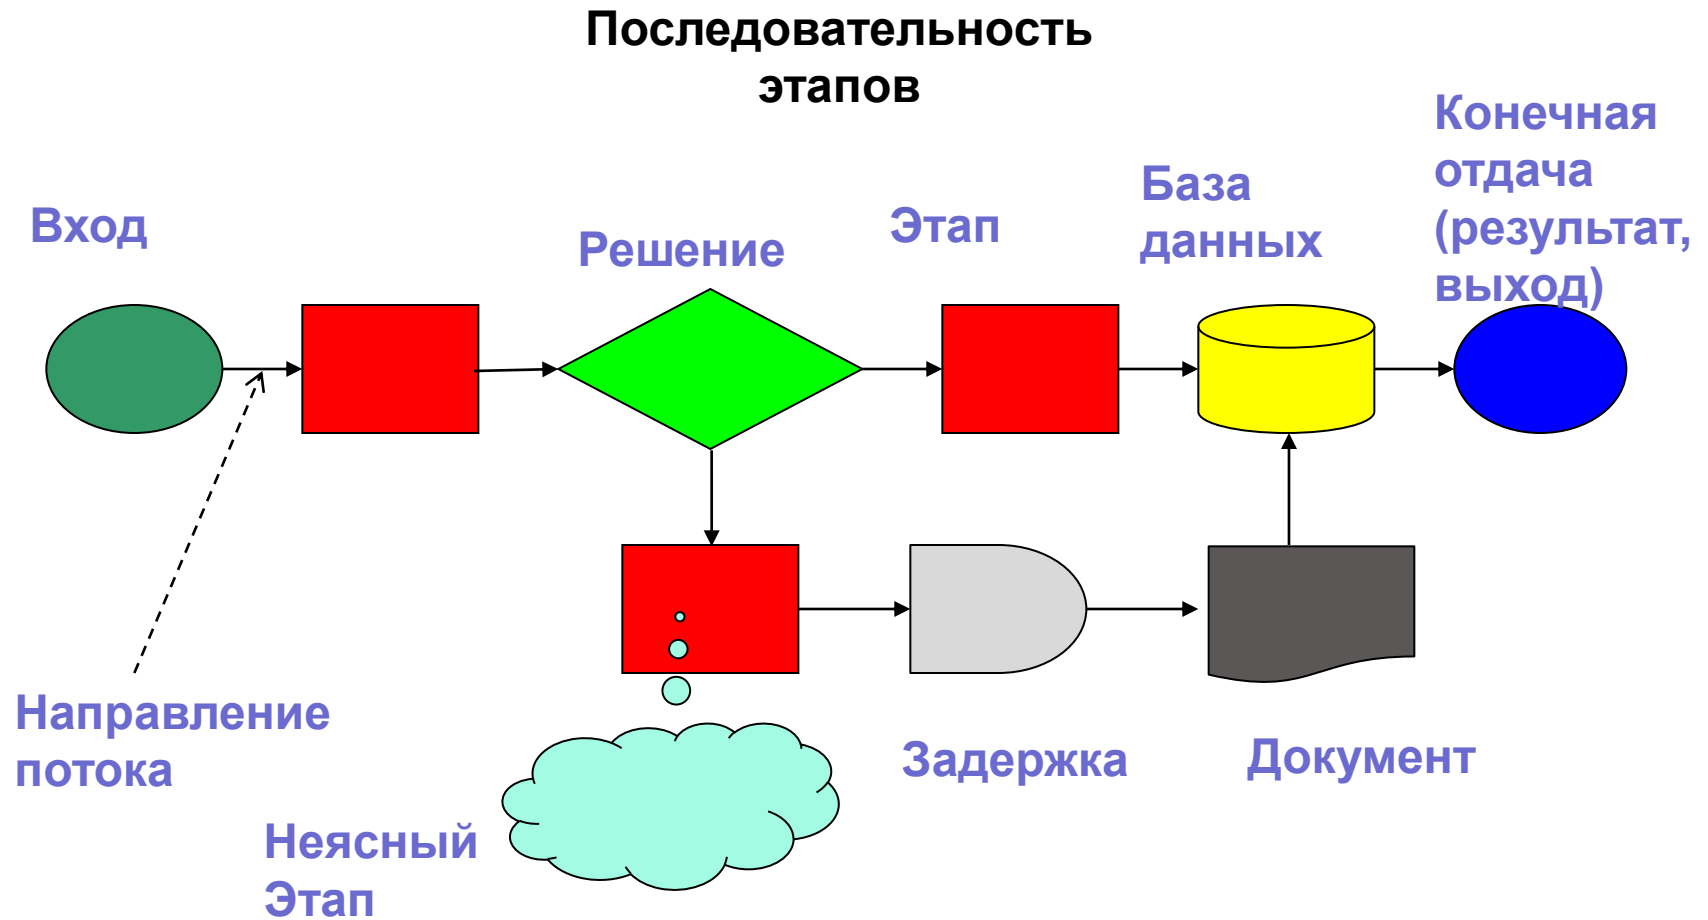 Последовательность
этапов
Конечная
отдача
(результат,
выход)
База
данных
Этап
Решение
Вход
Направление
потока
Задержка
Документ
Неясный
Этап